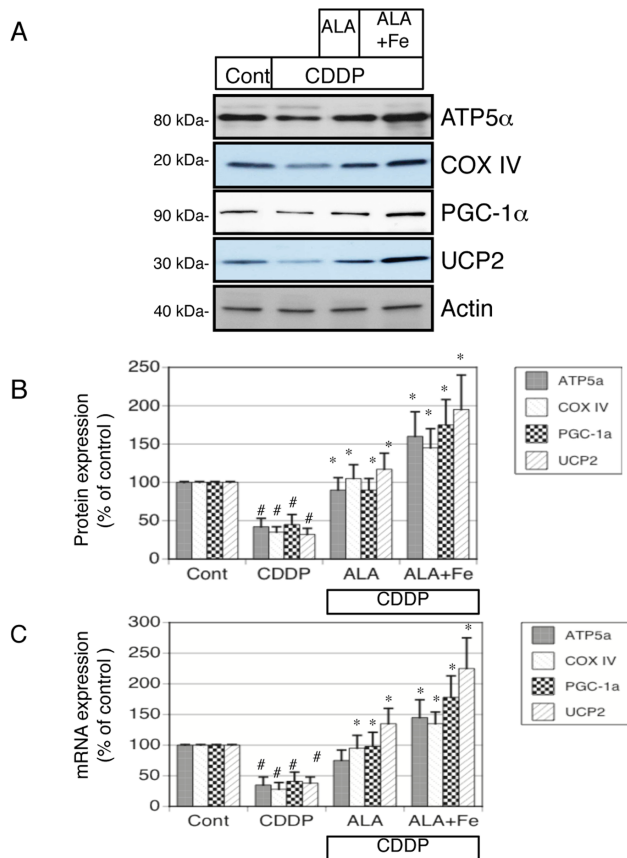 A
ALA
ALA
+Fe
Cont
CDDP
80 kDa-
ATP5α
20 kDa-
COX IV
90 kDa-
PGC-1α
30 kDa-
UCP2
40 kDa-
Actin
B
Protein expression
(% of control )
250
200
150
100
50
0
# # # #
* * * *
* * * *
Cont CDDP ALA ALA+Fe
CDDP
ATP5a
COX IV
PGC-1a
UCP2
C
mRNA expression
(% of control)
300
250
200
150
100
50
0
# # # #
* * *
* * * *
Cont CDDP ALA ALA+Fe
CDDP
ATP5a
COX IV
PGC-1a
UCP2